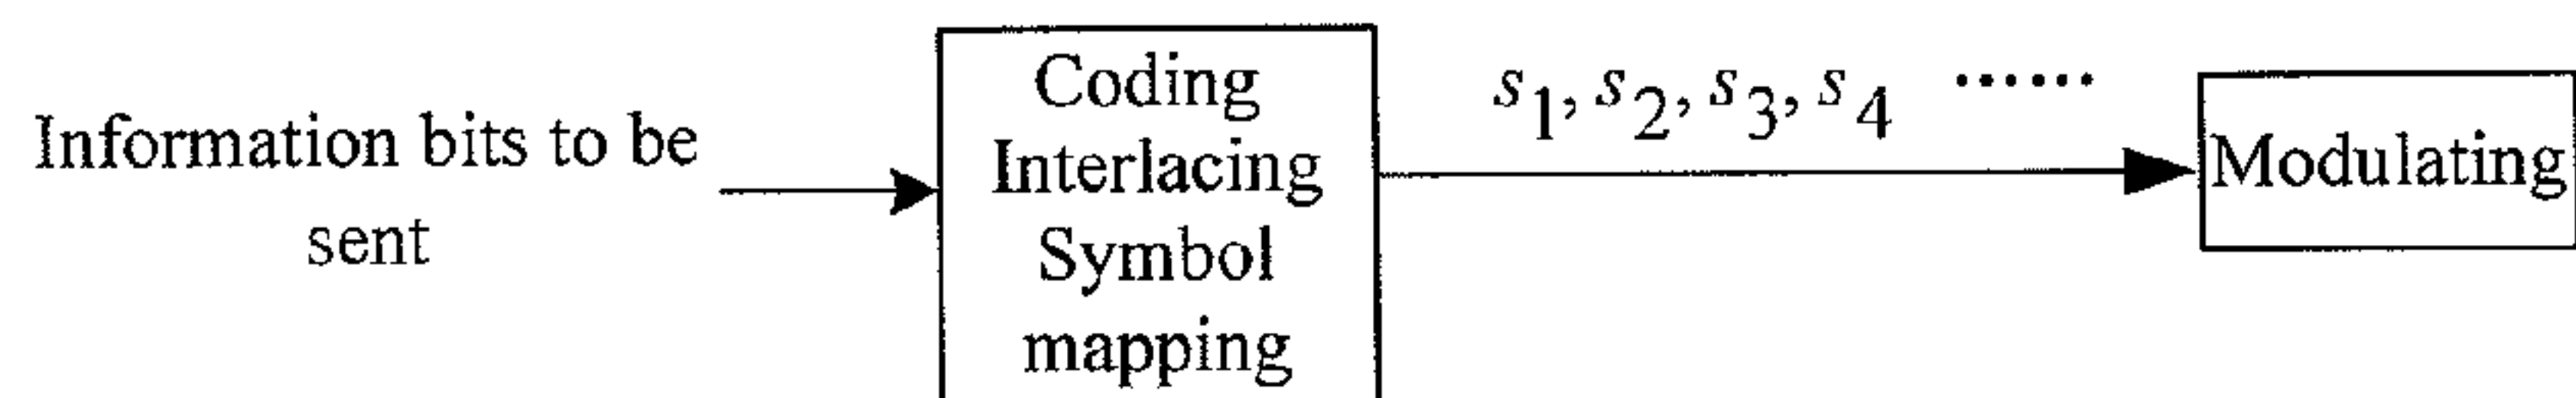 Information bits to be
sent
Coding
Interlacing
Symbol
mapping
s1, s2, s3, s4 ......
Modulating